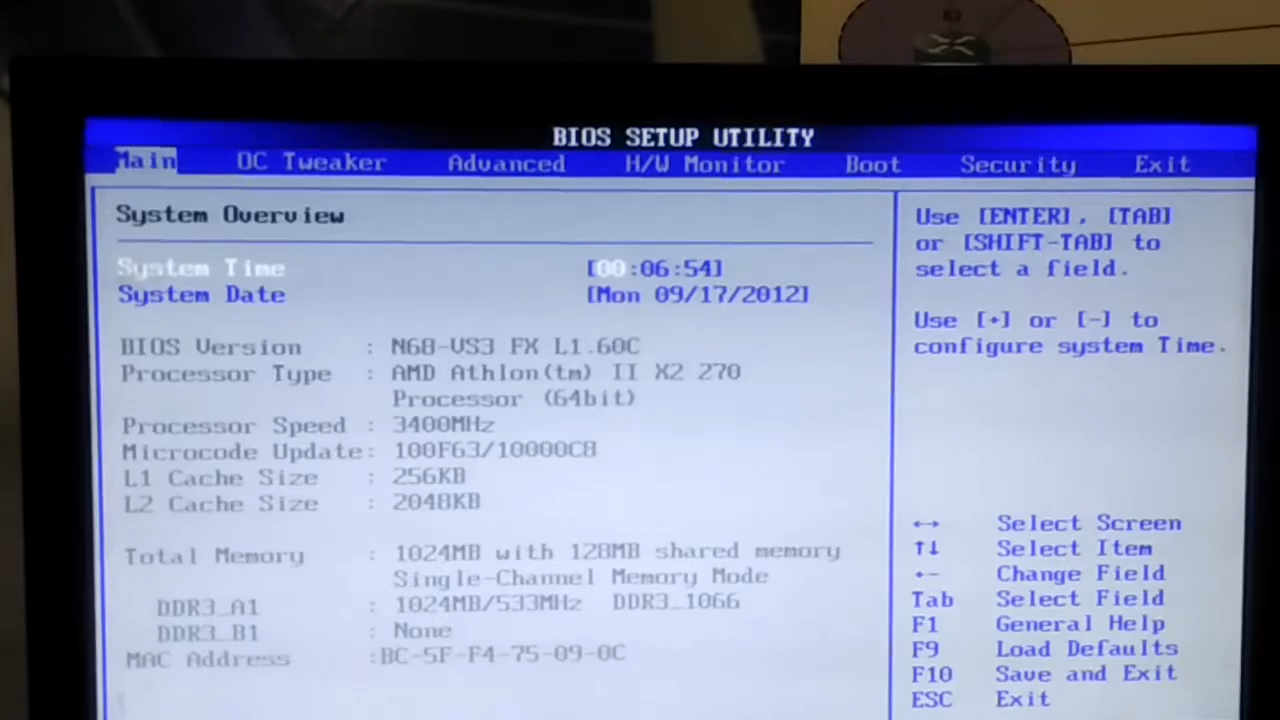 BIOS SETUP UTILITY
Main OC Tweaker Advanced H/W Monitor Boot Security Exit
System Overview
System Time [00:06:54]
System Date [Mon 09/17/2012]
BIOS Version : N68-VS3 FX L1.60C
Processor Type : AMD Athlon(tm) II X2 270
Processor (64bit)
Processor Speed : 3400MHz
Microcode Update: 100F63/10000C8
L1 Cache Size : 256KB
L2 Cache Size : 2048KB
Total Memory : 1024MB with 128MB shared memory
Single-Channel Memory Mode
DDR3_A1 : 1024MB/533MHz DDR3_1066
DDR3_B1 : None
MAC Address :BC-5F-F4-75-09-0C
Use [ENTER], [TAB]
or [SHIFT-TAB] to
select a field.
Use [+] or [-] to
configure system Time.
↔ Select Screen
↑↓ Select Item
+- Change Field
Tab Select Field
F1 General Help
F9 Load Defaults
F10 Save and Exit
ESC Exit